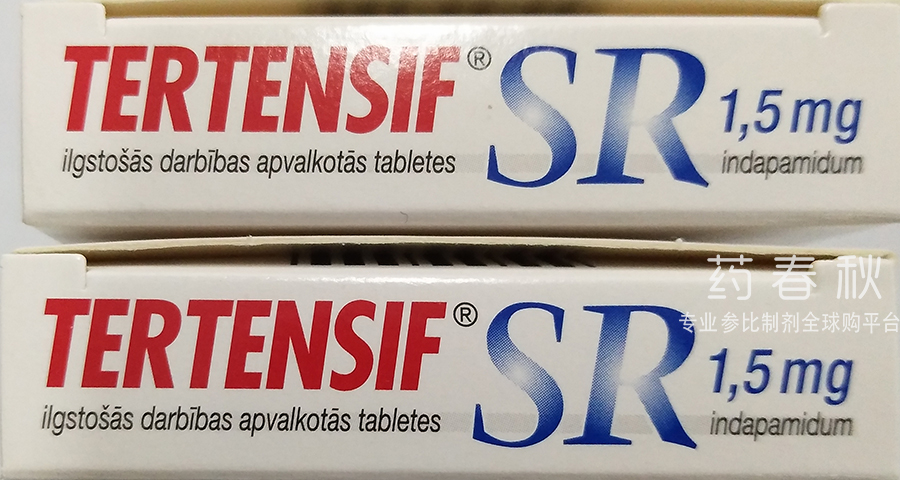 TERTENSIF® SR 1,5 mg
ilgstošās darbības apvalkotās tabletes indapamidum
药春秋
专业参比制剂全球购平台
TERTENSIF® SR 1,5 mg
ilgstošās darbības apvalkotās tabletes indapamidum